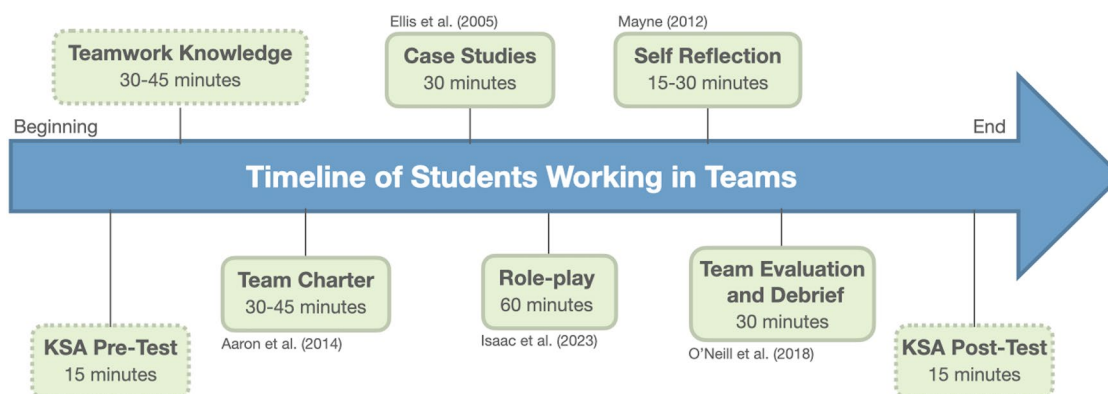 Ellis et al. (2005)
Mayne (2012)
Teamwork Knowledge
30-45 minutes
Case Studies
30 minutes
Self Reflection
15-30 minutes
Beginning
End
Timeline of Students Working in Teams
KSA Pre-Test
15 minutes
Team Charter
30-45 minutes
Aaron et al. (2014)
Role-play
60 minutes
Isaac et al. (2023)
Team Evaluation
and Debrief
30 minutes
O'Neill et al. (2018)
KSA Post-Test
15 minutes